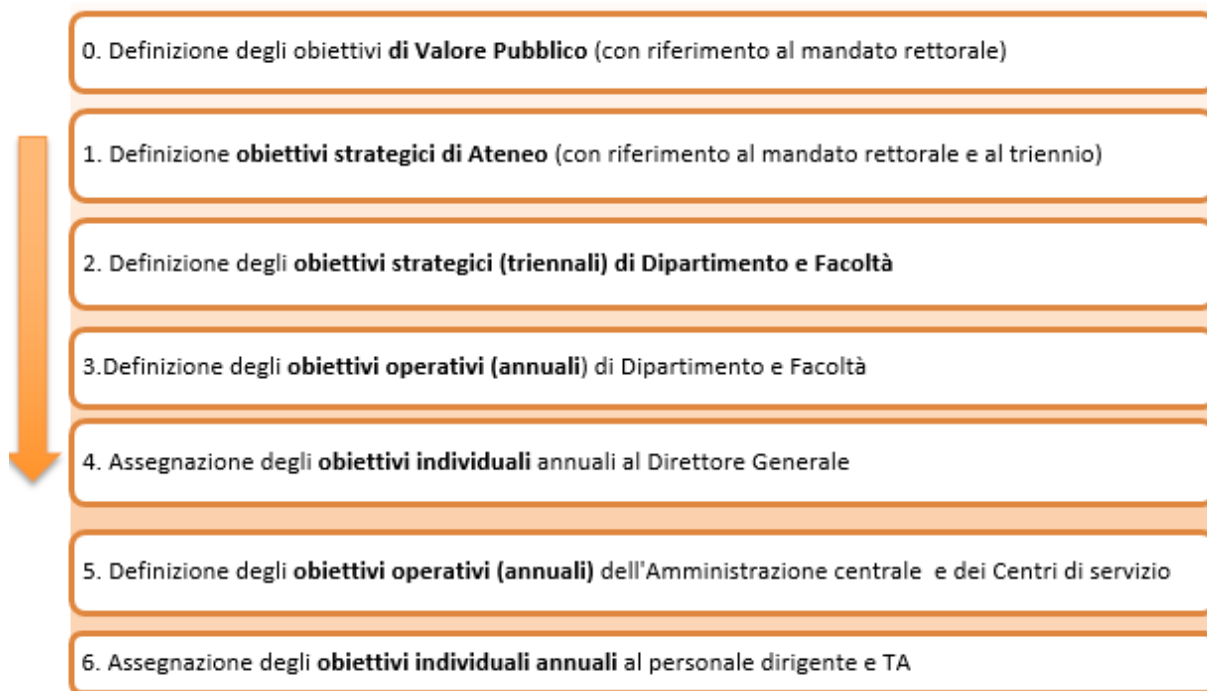 0. Definizione degli obiettivi di Valore Pubblico (con riferimento al mandato rettorale)
1. Definizione obiettivi strategici di Ateneo (con riferimento al mandato rettorale e al triennio)
2. Definizione degli obiettivi strategici (triennali) di Dipartimento e Facoltà
3.Definizione degli obiettivi operativi (annuali) di Dipartimento e Facoltà
4. Assegnazione degli obiettivi individuali annuali al Direttore Generale
5. Definizione degli obiettivi operativi (annuali) dell'Amministrazione centrale e dei Centri di servizio
6. Assegnazione degli obiettivi individuali annuali al personale dirigente e TA